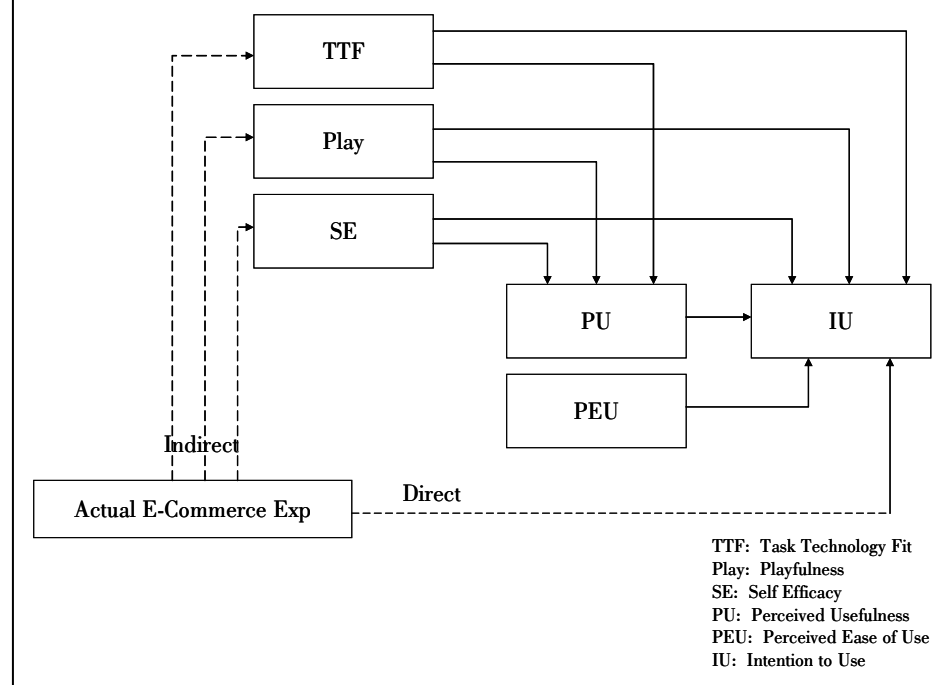 TTF
Play
SE
PU
IU
PEU
Indirect
Direct
Actual E-Commerce Exp
TTF: Task Technology Fit
Play: Playfulness
SE: Self Efficacy
PU: Perceived Usefulness
PEU: Perceived Ease of Use
IU: Intention to Use